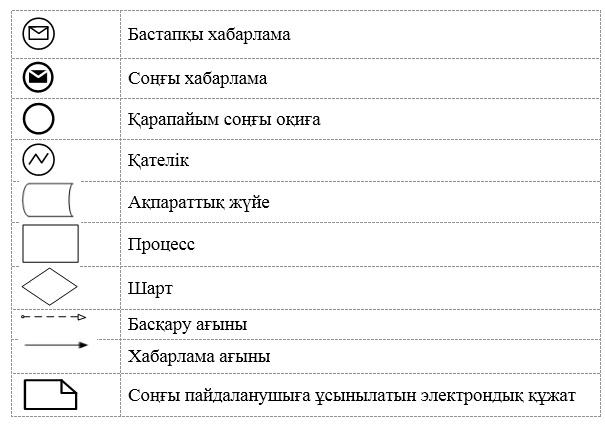 Бастапқы хабарлама
Соңғы хабарлама
Қарапайым соңғы оқиға
Қателік
Ақпараттық жүйе
Процесс
Шарт
Басқару ағыны
Хабарлама ағыны
Соңғы пайдаланушыға ұсынылатын электрондық құжат